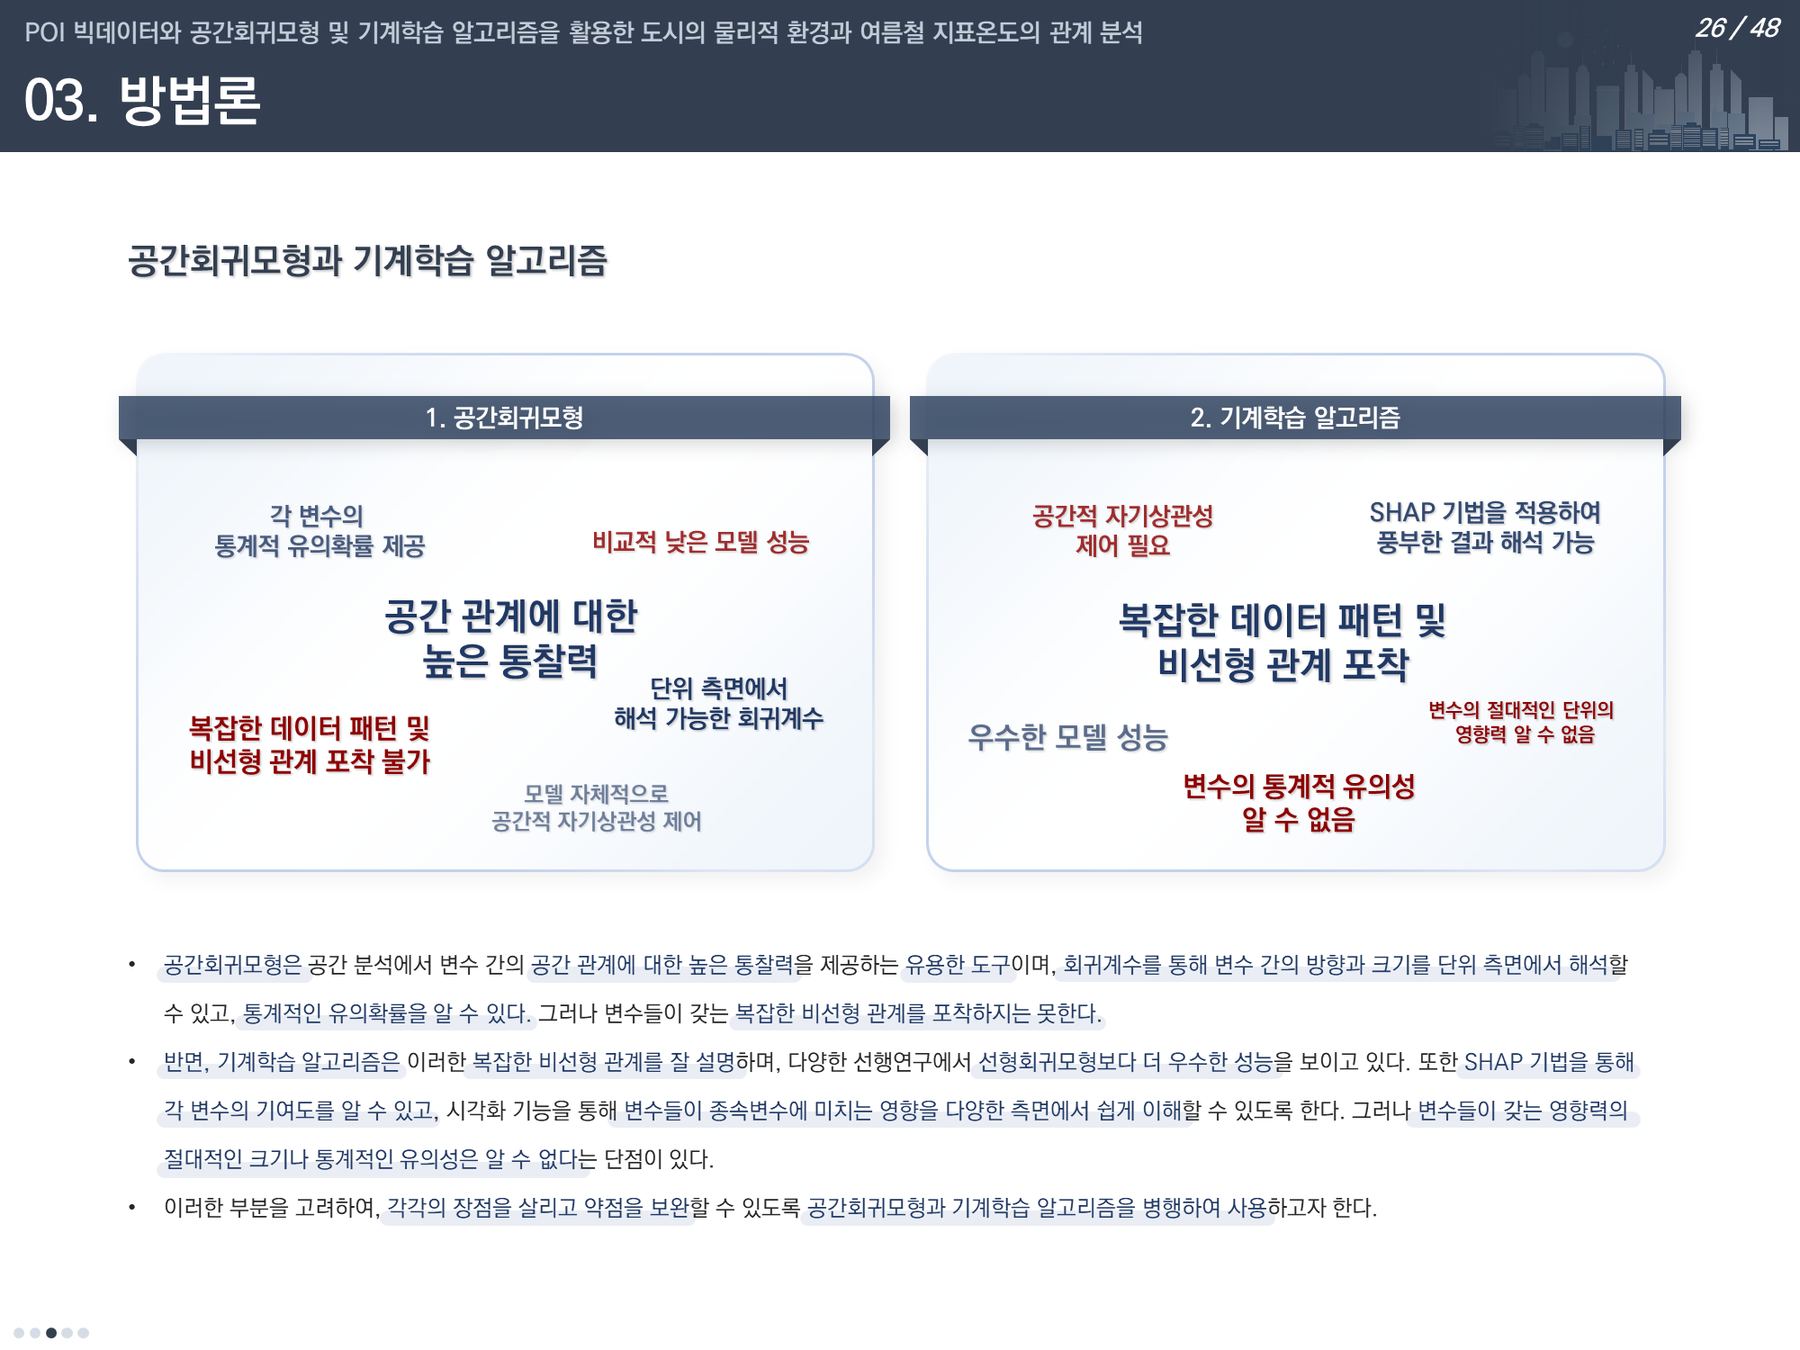 POI 빅데이터와 공간회귀모형 및 기계학습 알고리즘을 활용한 도시의 물리적 환경과 여름철 지표온도의 관계 분석
26 / 48
03. 방법론
공간회귀모형과 기계학습 알고리즘
1. 공간회귀모형
각 변수의
통계적 유의확률 제공
비교적 낮은 모델 성능
공간 관계에 대한
높은 통찰력
단위 측면에서
해석 가능한 회귀계수
복잡한 데이터 패턴 및
비선형 관계 포착 불가
모델 자체적으로
공간적 자기상관성 제어
2. 기계학습 알고리즘
공간적 자기상관성
제어 필요
SHAP 기법을 적용하여
풍부한 결과 해석 가능
복잡한 데이터 패턴 및
비선형 관계 포착
변수의 절대적인 단위의
영향력 알 수 없음
우수한 모델 성능
변수의 통계적 유의성
알 수 없음
• 공간회귀모형은 공간 분석에서 변수 간의 공간 관계에 대한 높은 통찰력을 제공하는 유용한 도구이며, 회귀계수를 통해 변수 간의 방향과 크기를 단위 측면에서 해석할
수 있고, 통계적인 유의확률을 알 수 있다. 그러나 변수들이 갖는 복잡한 비선형 관계를 포착하지는 못한다.
• 반면, 기계학습 알고리즘은 이러한 복잡한 비선형 관계를 잘 설명하며, 다양한 선행연구에서 선형회귀모형보다 더 우수한 성능을 보이고 있다. 또한 SHAP 기법을 통해
각 변수의 기여도를 알 수 있고, 시각화 기능을 통해 변수들이 종속변수에 미치는 영향을 다양한 측면에서 쉽게 이해할 수 있도록 한다. 그러나 변수들이 갖는 영향력의
절대적인 크기나 통계적인 유의성은 알 수 없다는 단점이 있다.
• 이러한 부분을 고려하여, 각각의 장점을 살리고 약점을 보완할 수 있도록 공간회귀모형과 기계학습 알고리즘을 병행하여 사용하고자 한다.